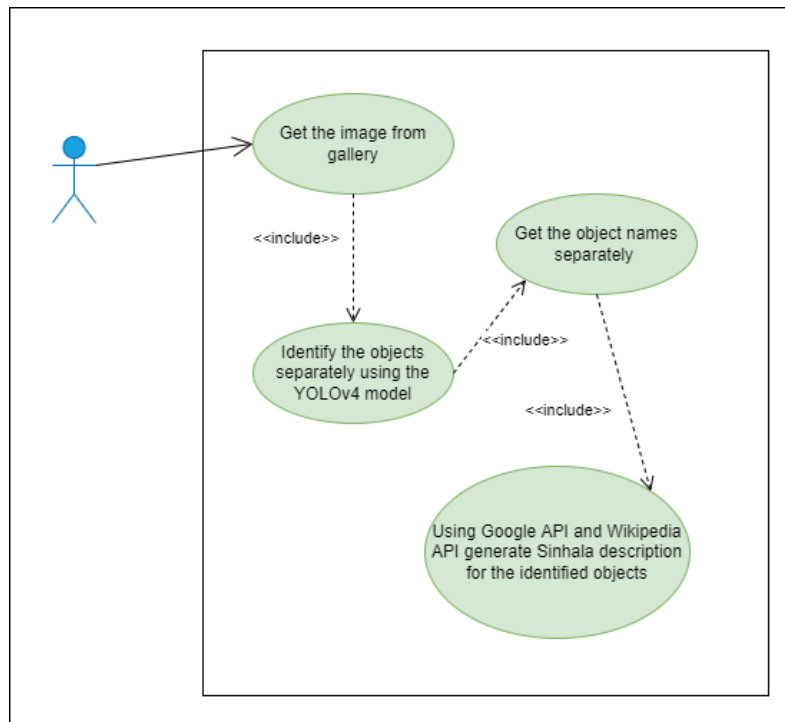 Get the image from
gallery
<<include>>
Get the object names
separately
Identify the objects
separately using the
YOLOv4 model
<<include>>
<<include>>
Using Google API and Wikipedia
API generate Sinhala description
for the identified objects